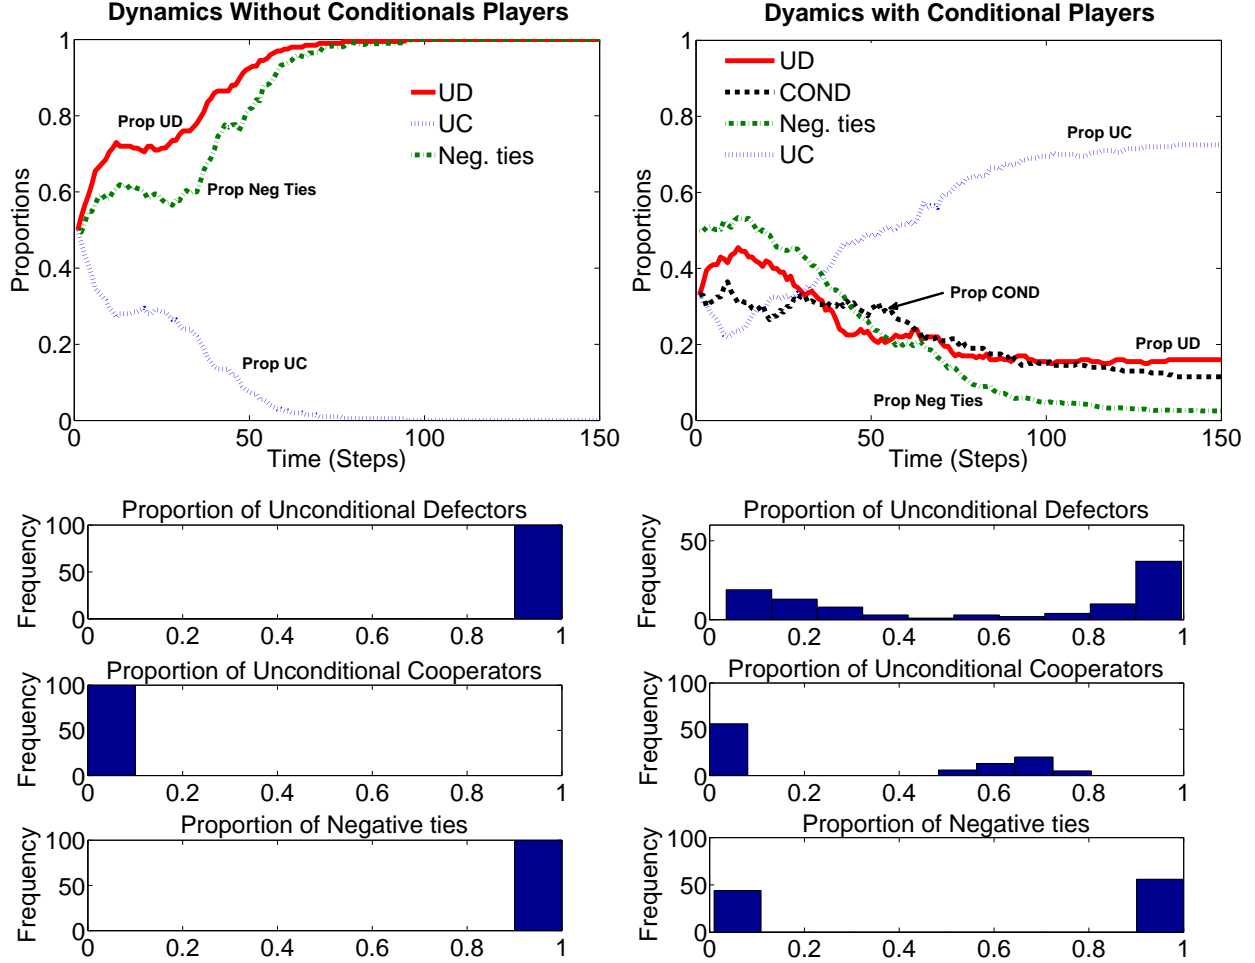 Dynamics Without Conditionals Players
Proportions
1
0.8
0.6
0.4
0.2
0
Prop UD
Prop Neg Ties
Prop UC
UD
UC
Neg. ties
0 50 100 150
Time (Steps)
Dyamics with Conditional Players
Proportions
1
0.8
0.6
0.4
0.2
0
UD
COND
Neg. ties
UC
Prop UC
Prop COND
Prop UD
Prop Neg Ties
0 50 100 150
Time (Steps)
Proportion of Unconditional Defectors
Frequency
100
50
0
0 0.2 0.4 0.6 0.8 1
Proportion of Unconditional Cooperators
Frequency
100
50
0
0 0.2 0.4 0.6 0.8 1
Proportion of Negative ties
Frequency
100
50
0
0 0.2 0.4 0.6 0.8 1
Proportion of Unconditional Defectors
Frequency
50
0
0 0.2 0.4 0.6 0.8 1
Proportion of Unconditional Cooperators
Frequency
100
50
0
0 0.2 0.4 0.6 0.8 1
Proportion of Negative ties
Frequency
100
50
0
0 0.2 0.4 0.6 0.8 1